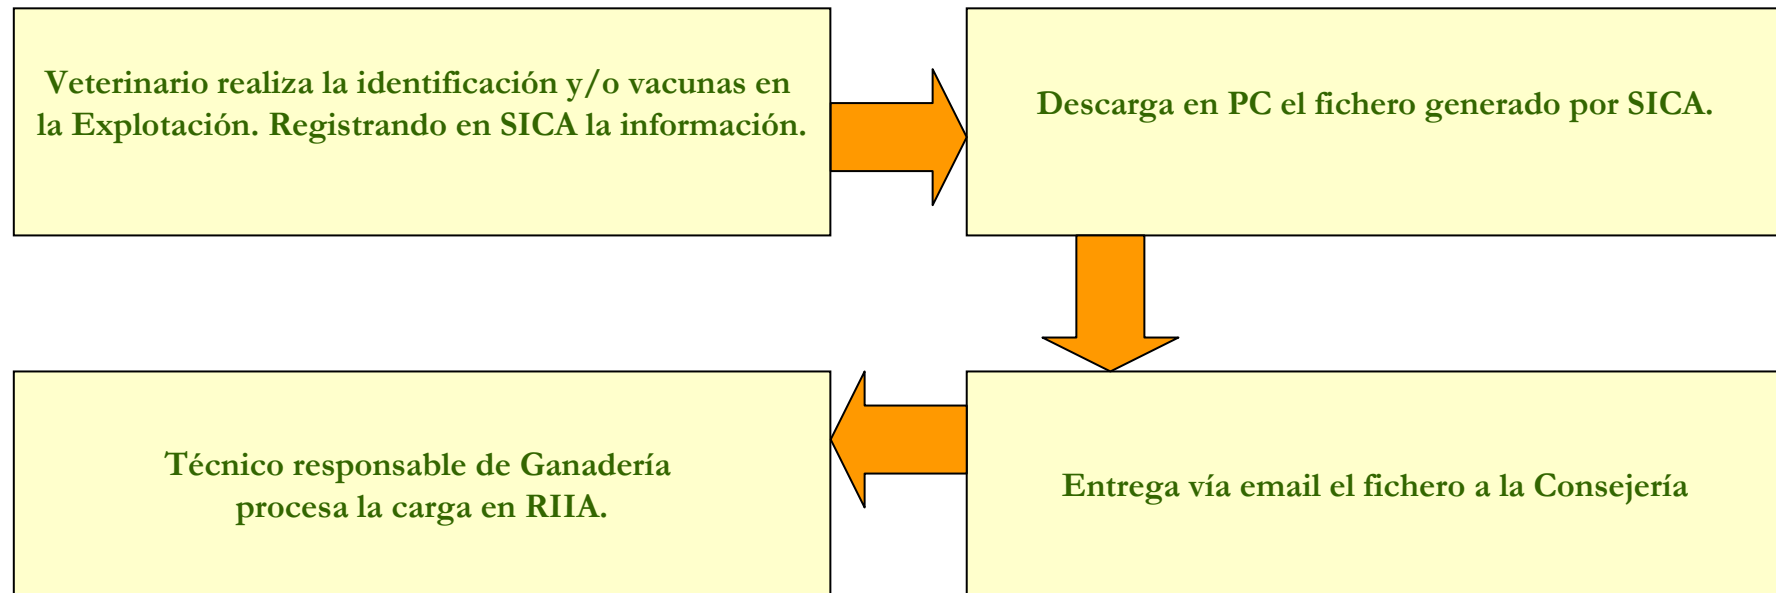 Veterinario realiza la identificación y/o vacunas en
la Explotación. Registrando en SICA la información.
Descarga en PC el fichero generado por SICA.
Entrega vía email el fichero a la Consejería
Técnico responsable de Ganadería
procesa la carga en RIIA.